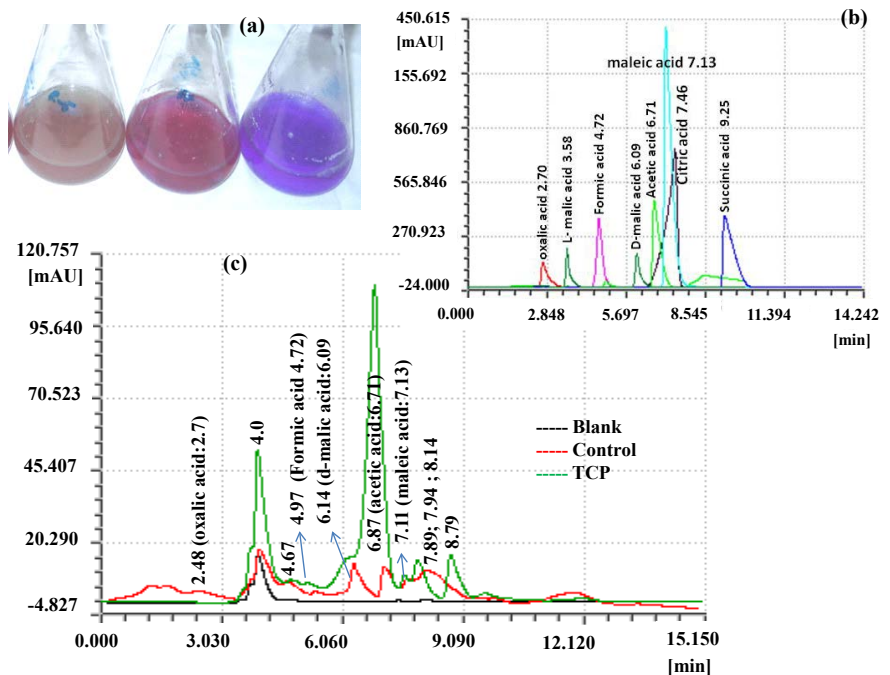 (a)
(b)
450.615
[mAU]
155.692
860.769
565.846
270.923
-24.000
oxalic acid 2.70
L- malic acid 3.58
Formic acid 4.72
D-malic acid 6.09
Acetic acid 6.71
maleic acid 7.13
Citric acid 7.46
Succinic acid 9.25
0.000 2.848 5.697 8.545 11.394 14.242
[min]
(c)
120.757
[mAU]
95.640
70.523
45.407
20.290
-4.827
2.48 (oxalic acid:2.7)
4.0
4.67
4.97 (Formic acid 4.72)
6.14 (d-malic acid:6.09
6.87 (acetic acid:6.71)
7.11 (maleic acid:7.13)
7.89; 7.94 ; 8.14
8.79
Blank
Control
TCP
0.000 3.030 6.060 9.090 12.120 15.150
[min]